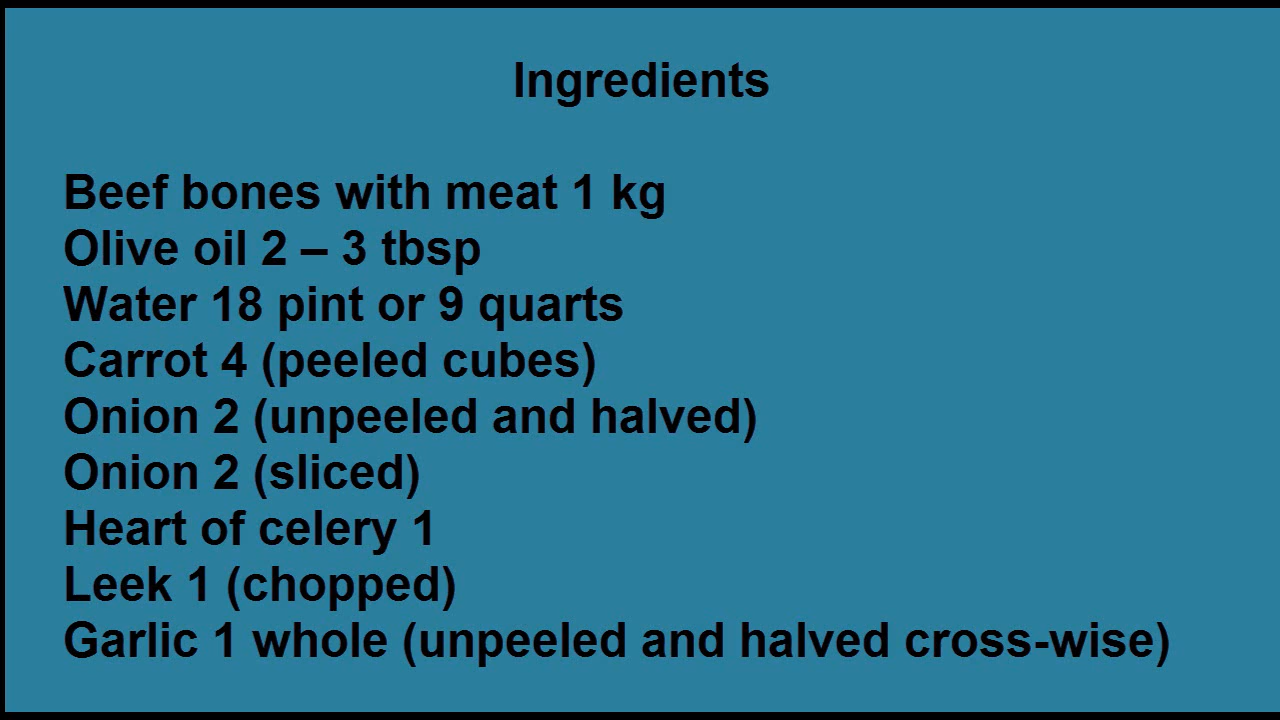 Ingredients
Beef bones with meat 1 kg
Olive oil 2 – 3 tbsp
Water 18 pint or 9 quarts
Carrot 4 (peeled cubes)
Onion 2 (unpeeled and halved)
Onion 2 (sliced)
Heart of celery 1
Leek 1 (chopped)
Garlic 1 whole (unpeeled and halved cross-wise)